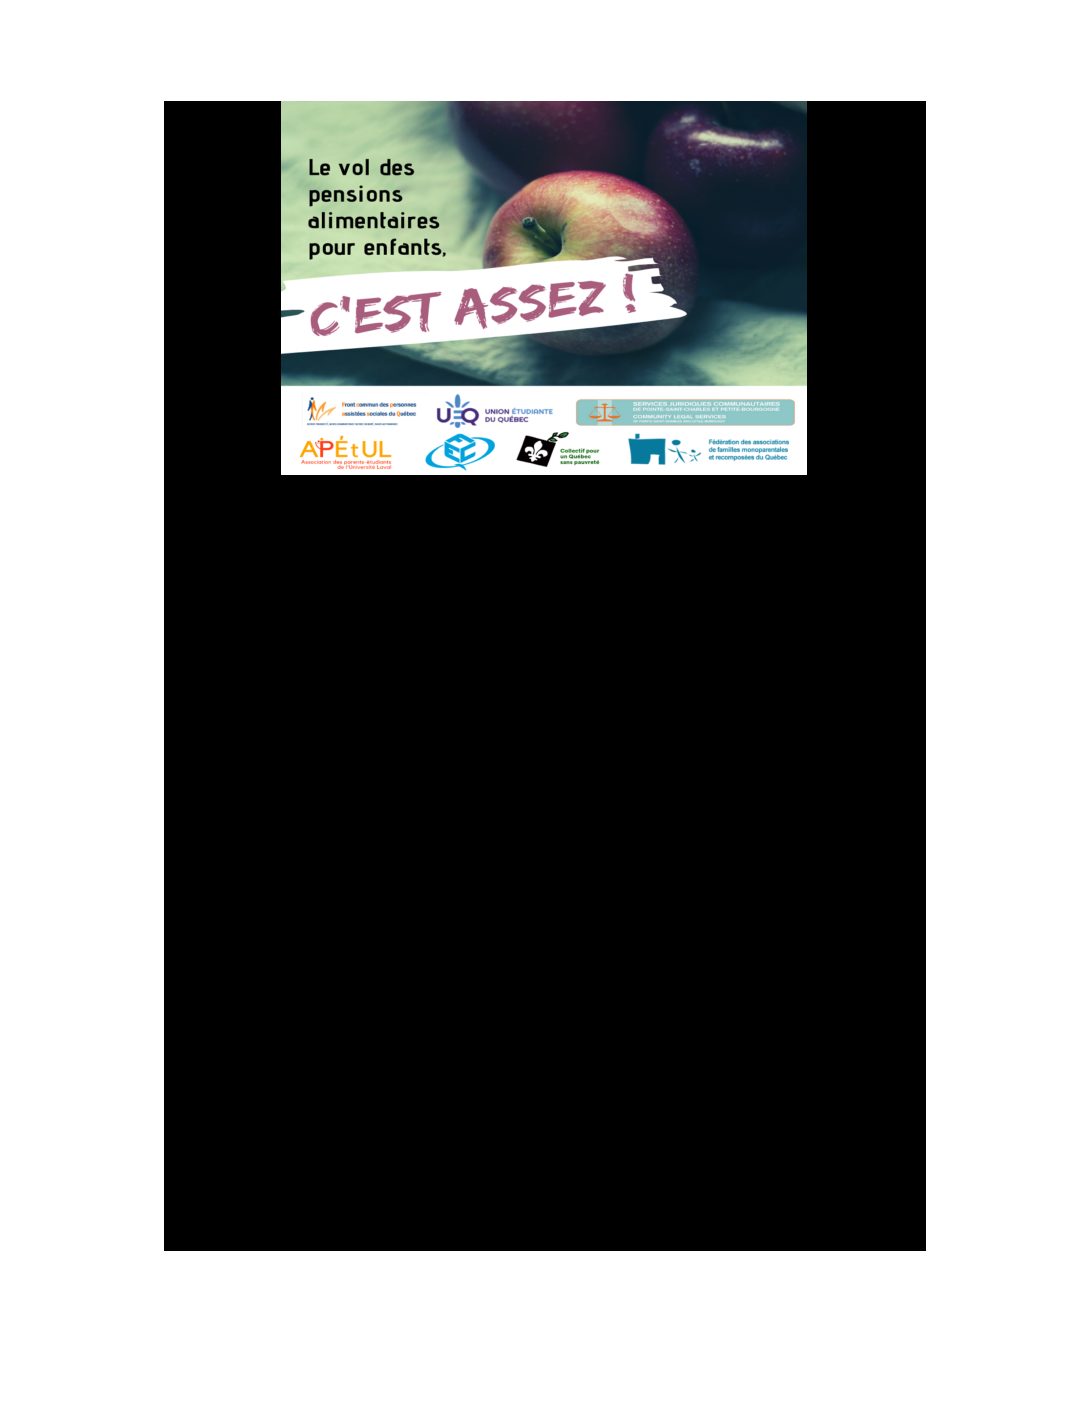 Le vol des
pensions
alimentaires
pour enfants,
C'EST ASSEZ !
Front commun des personnes
assistées sociales du Québec
UEQ UNION ÉTUDIANTE
DU QUÉBEC
SERVICES JURIDIQUES COMMUNAUTAIRES
DE POINTE-SAINT-CHARLES ET PETITE-BOURGOGNE
COMMUNITY LEGAL SERVICES
APÉtUL
Association des parents-étudiants
de l'Université Laval
Collectif pour
un Québec
sans pauvreté
Fédération des associations
de familles monoparentales
et recomposées du Québec